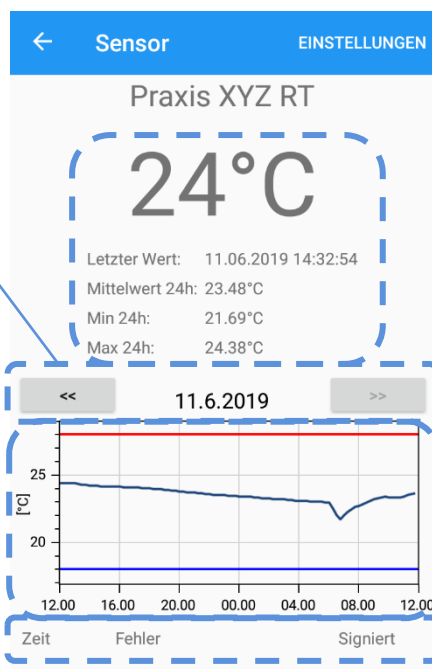 ← Sensor EINSTELLUNGEN
Praxis XYZ RT
24°C
Letzter Wert: 11.06.2019 14:32:54
Mittelwert 24h: 23.48°C
Min 24h: 21.69°C
Max 24h: 24.38°C
<< 11.6.2019 >>
[°C]
25
20
12.00 16.00 20.00 00.00 04.00 08.00 12.00
Zeit Fehler Signiert